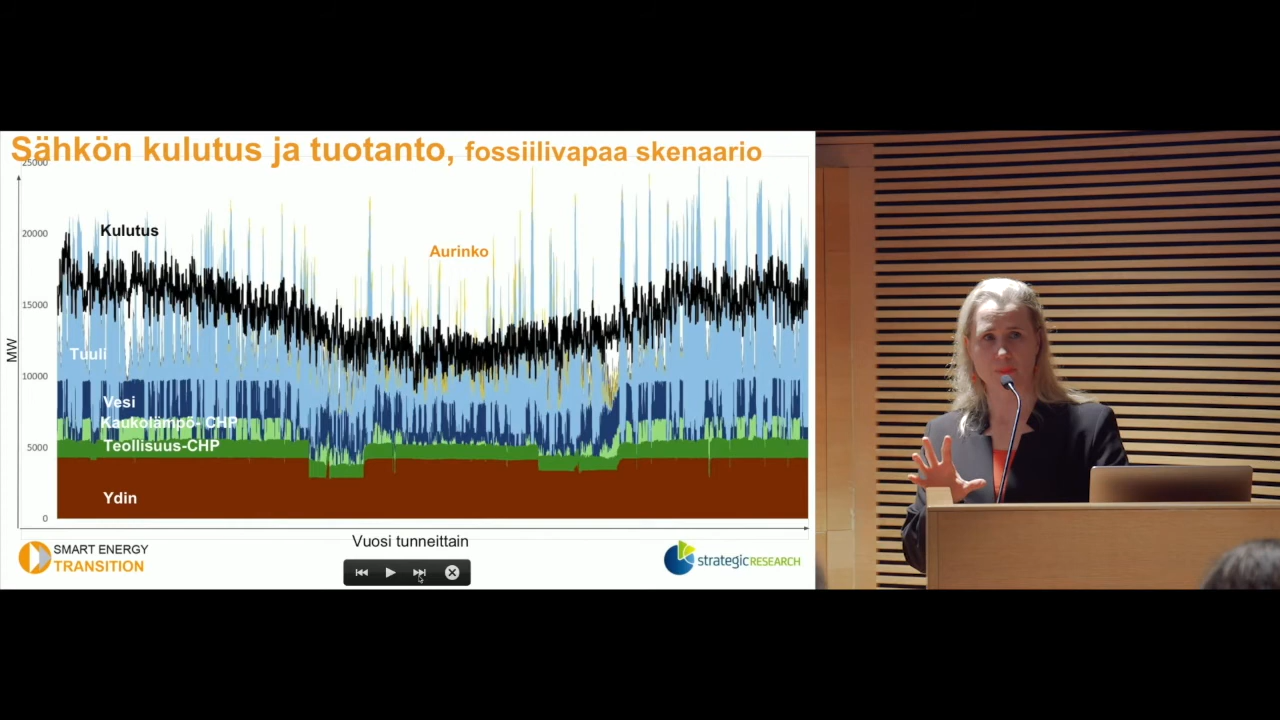 Sähkön kulutus ja tuotanto, fossiilivapaa skenaario
25000
20000
15000
10000
5000
0
MW
Kulutus
Aurinko
Tuuli
Vesi
Kaukolämpö- CHP
Teollisuus-CHP
Ydin
Vuosi tunneittain
SMART ENERGY
TRANSITION
strategicRESEARCH